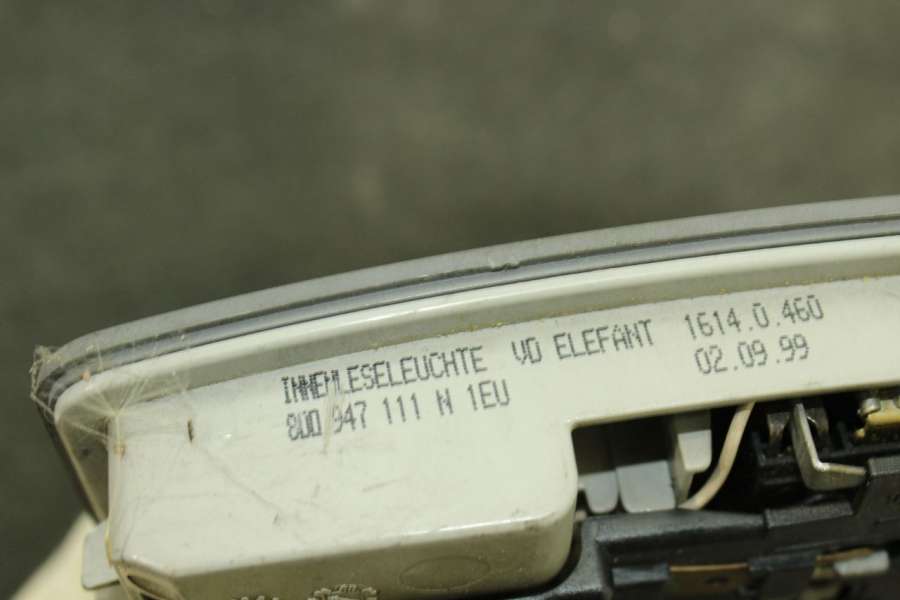 INNENLESELEUCHTE VD ELEFANT 1614.0.460
8D0 947 111 N 1EU 02.09.99